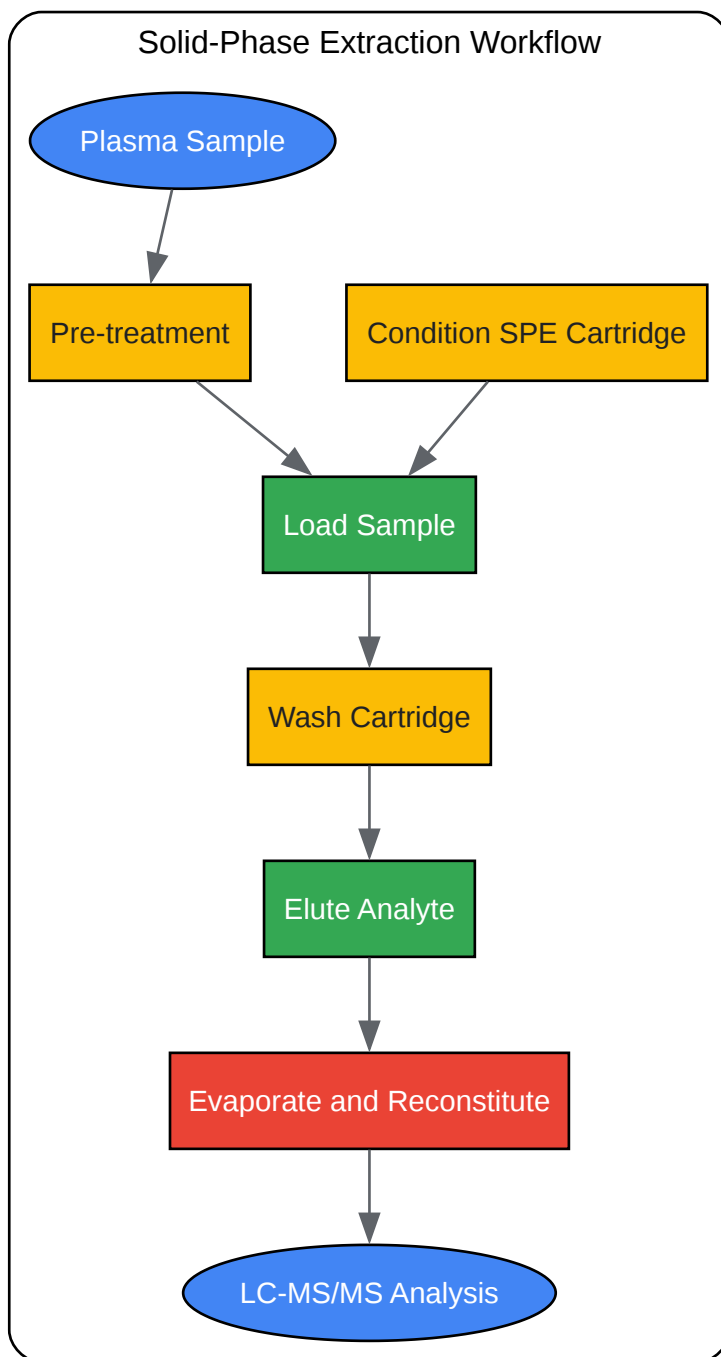 Solid-Phase Extraction Workflow
Plasma Sample
Pre-treatment
Condition SPE Cartridge
Load Sample
Wash Cartridge
Elute Analyte
Evaporate and Reconstitute
LC-MS/MS Analysis